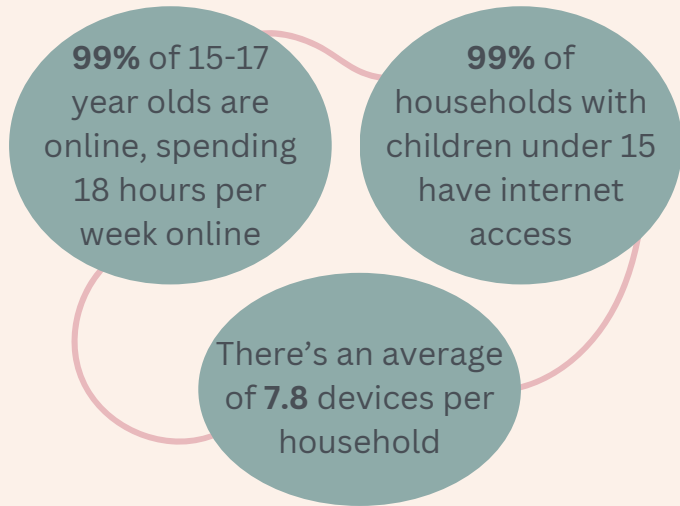 99% of 15-17
year olds are
online, spending
18 hours per
week online
99% of
households with
children under 15
have internet
access
There’s an average
of 7.8 devices per
household